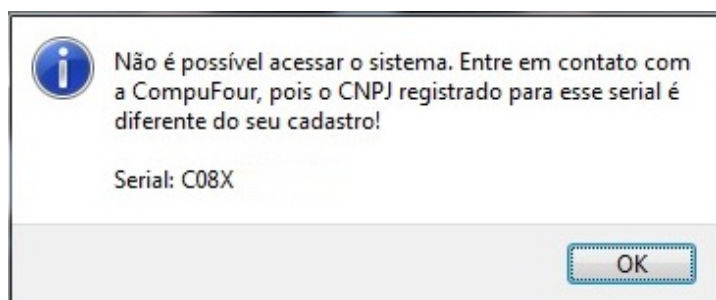 Não é possível acessar o sistema. Entre em contato com
a CompuFour, pois o CNPJ registrado para esse serial é
diferente do seu cadastro!
Serial: C08X
OK